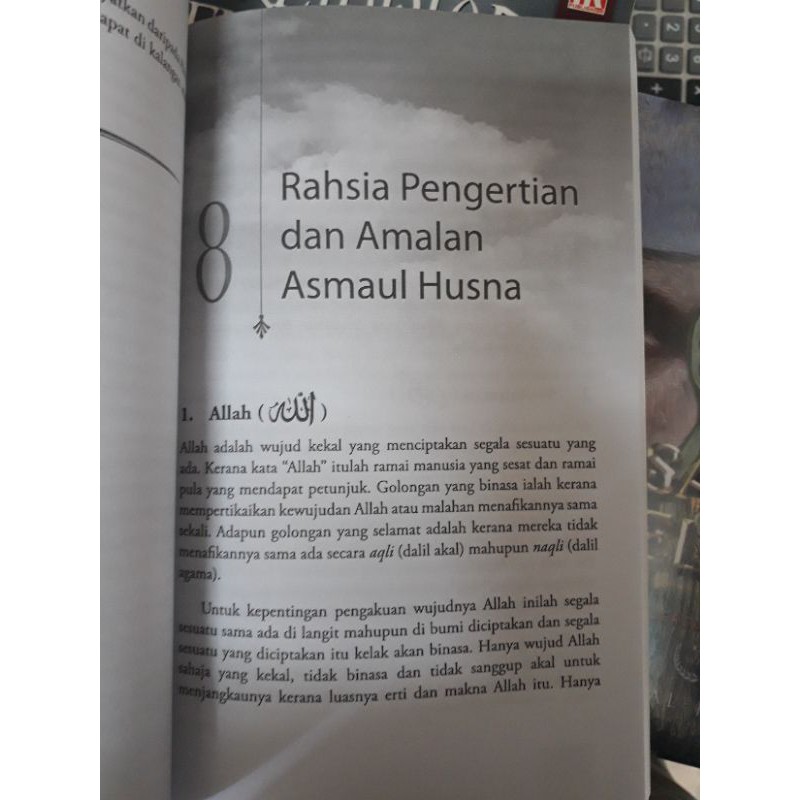 apat di kalangan
8
Rahsia Pengertian
dan Amalan
Asmaul Husna
1. Allah (الله)
Allah adalah wujud kekal yang menciptakan segala sesuatu yang
ada. Kerana kata "Allah" itulah ramai manusia yang sesat dan ramai
pula yang mendapat petunjuk. Golongan yang binasa ialah kerana
mempertikaikan kewujudan Allah atau malahan menafikannya sama
sekali. Adapun golongan yang selamat adalah kerana mereka tidak
menafikannya sama ada secara aqli (dalil akal) mahupun naqli (dalil
agama).
Untuk kepentingan pengakuan wujudnya Allah inilah segala
sesuatu sama ada di langit mahupun di bumi diciptakan dan segala
sesuatu yang diciptakan itu kelak akan binasa. Hanya wujud Allah
sahaja yang kekal, tidak binasa dan tidak sanggup akal untuk
menjangkaunya kerana luasnya erti dan makna Allah itu. Hanya